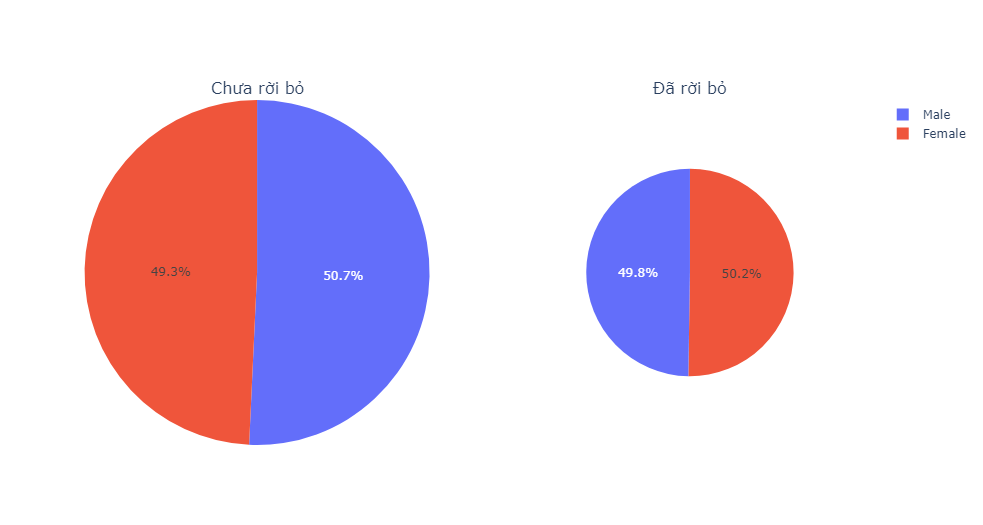 Chưa rời bỏ
Đã rời bỏ
Male
Female
49.3%
50.7%
49.8%
50.2%